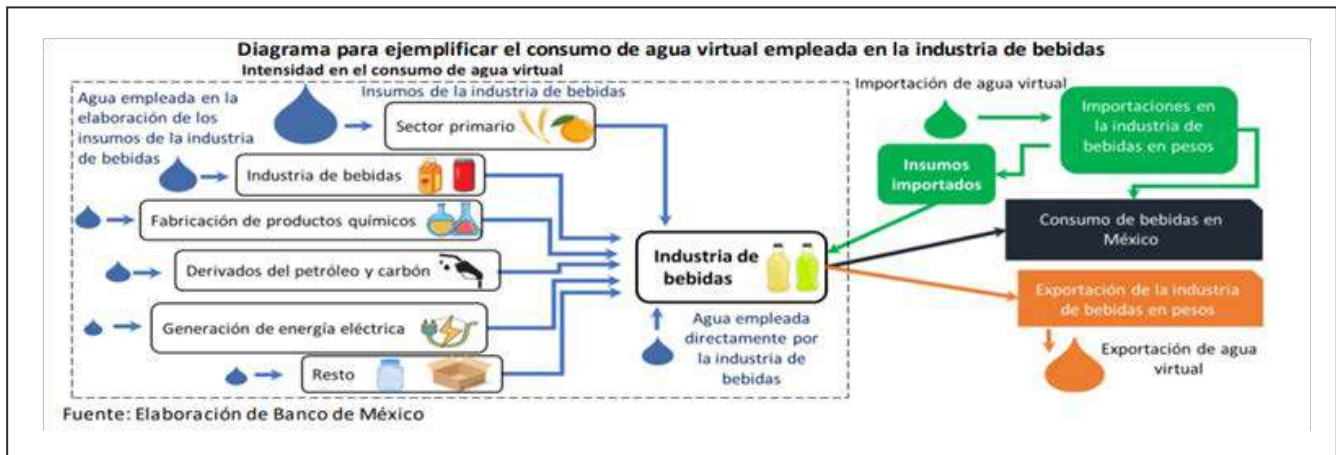 Diagrama para ejemplificar el consumo de agua virtual empleada en la industria de bebidas
Intensidad en el consumo de agua virtual
Agua empleada en la
elaboración de los
insumos de la industria
de bebidas
Insumos de la industria de bebidas
Sector primario
Industria de bebidas
Fabricación de productos químicos
Derivados del petróleo y carbón
Generación de energía eléctrica
Resto
Industria de
bebidas
Agua empleada
directamente por
la industria de
bebidas
Importación de agua virtual
Importaciones en
la industria de
bebidas en pesos
Insumos
importados
Consumo de bebidas en
México
Exportación de la industria
de bebidas en pesos
Exportación de agua
virtual
Fuente: Elaboración de Banco de México